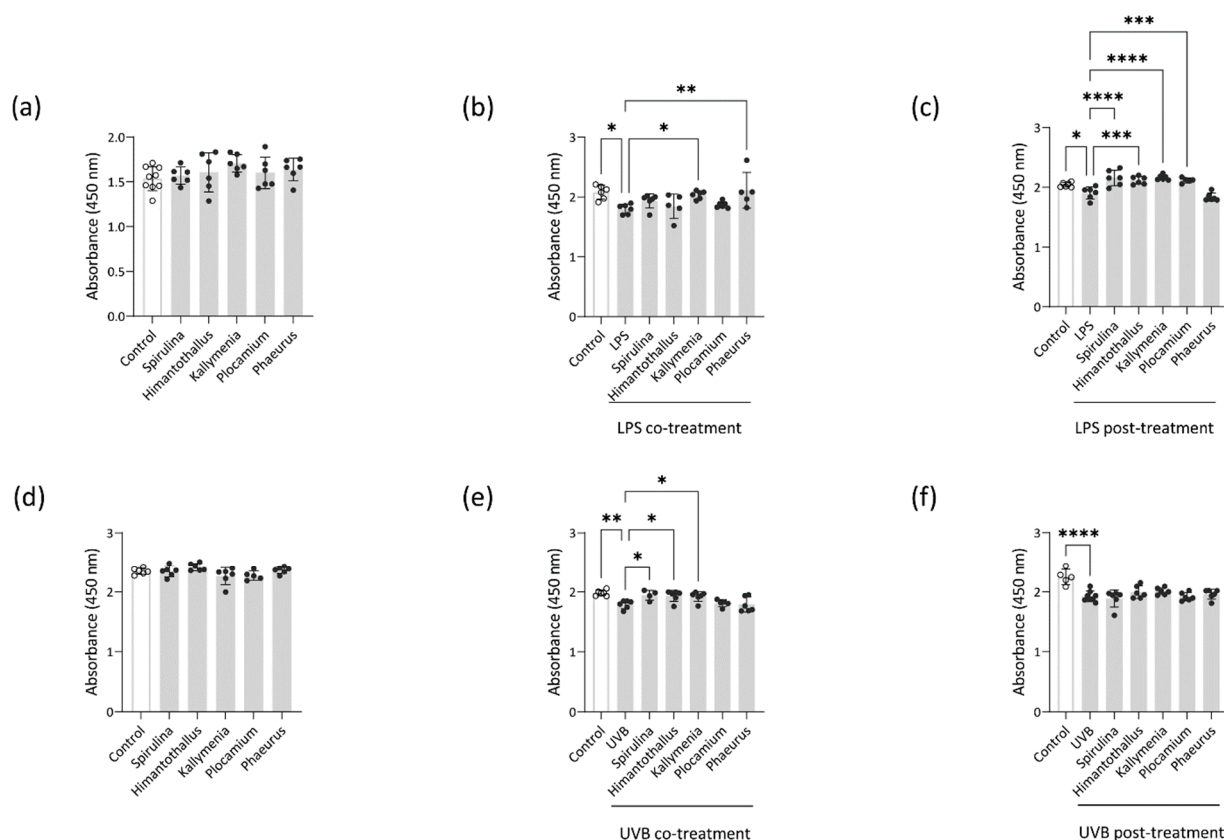 (a)
Absorbance (450 nm)
2.0
1.5
1.0
0.5
0.0
Control
Spirulina
Himantothallus
Kallymenia
Plocamium
Phaeurus
(b)
Absorbance (450 nm)
3
2
1
0
**
*
*
Control
LPS
Spirulina
Himantothallus
Kallymenia
Plocamium
Phaeurus
LPS co-treatment
(c)
Absorbance (450 nm)
3
2
1
0
***
****
****
*
***
Control
LPS
Spirulina
Himantothallus
Kallymenia
Plocamium
Phaeurus
LPS post-treatment
(d)
Absorbance (450 nm)
3
2
1
0
Control
Spirulina
Himantothallus
Kallymenia
Plocamium
Phaeurus
(e)
Absorbance (450 nm)
3
2
1
0
*
**
*
*
Control
UVB
Spirulina
Himantothallus
Kallymenia
Plocamium
Phaeurus
UVB co-treatment
(f)
Absorbance (450 nm)
3
2
1
0
****
Control
UVB
Spirulina
Himantothallus
Kallymenia
Plocamium
Phaeurus
UVB post-treatment